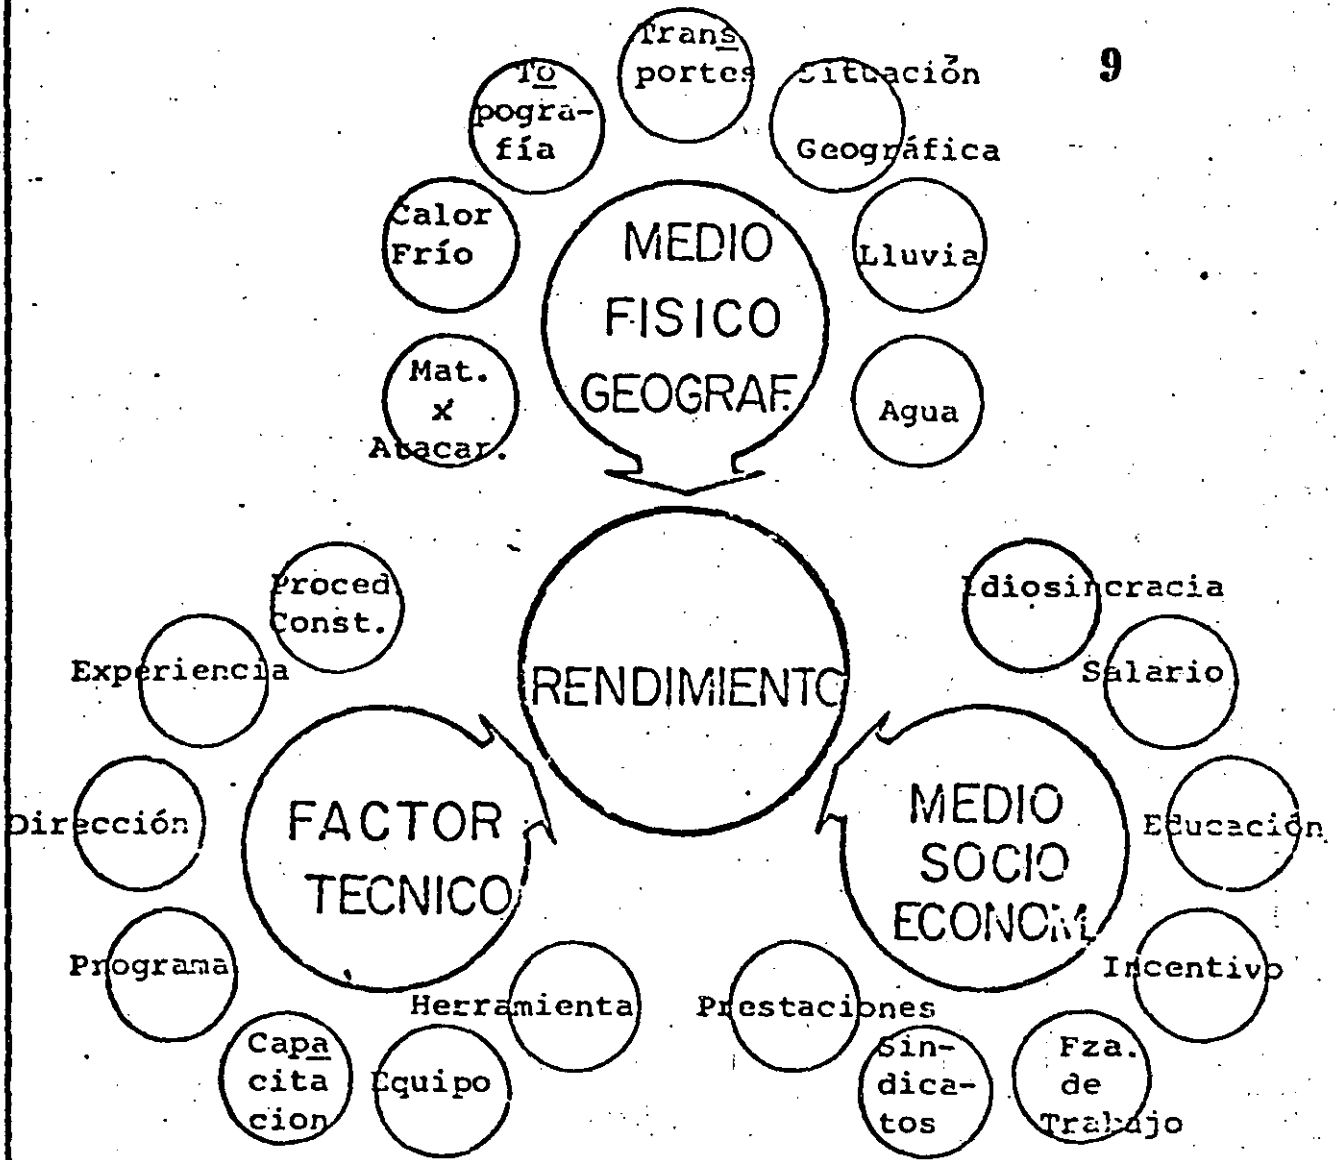 9
Trans
portes
To
pogra-
fía
Situación
Geográfica
Calor
Frío
Lluvia
Mat.
x
Atacar.
Agua
MEDIO
FISICO
GEOGRAF.
RENDIMIENTO
Proced.
Const.
Experiencia
Dirección
Programa
Capa
cita
cion
Equipo
Herramienta
FACTOR
TECNICO
Idiosincracia
Salario
Educación
Incentivo
Fza.
de
Trabajo
Sin-
dica-
tos
Prestaciones
MEDIO
SOCIO
ECONOM.